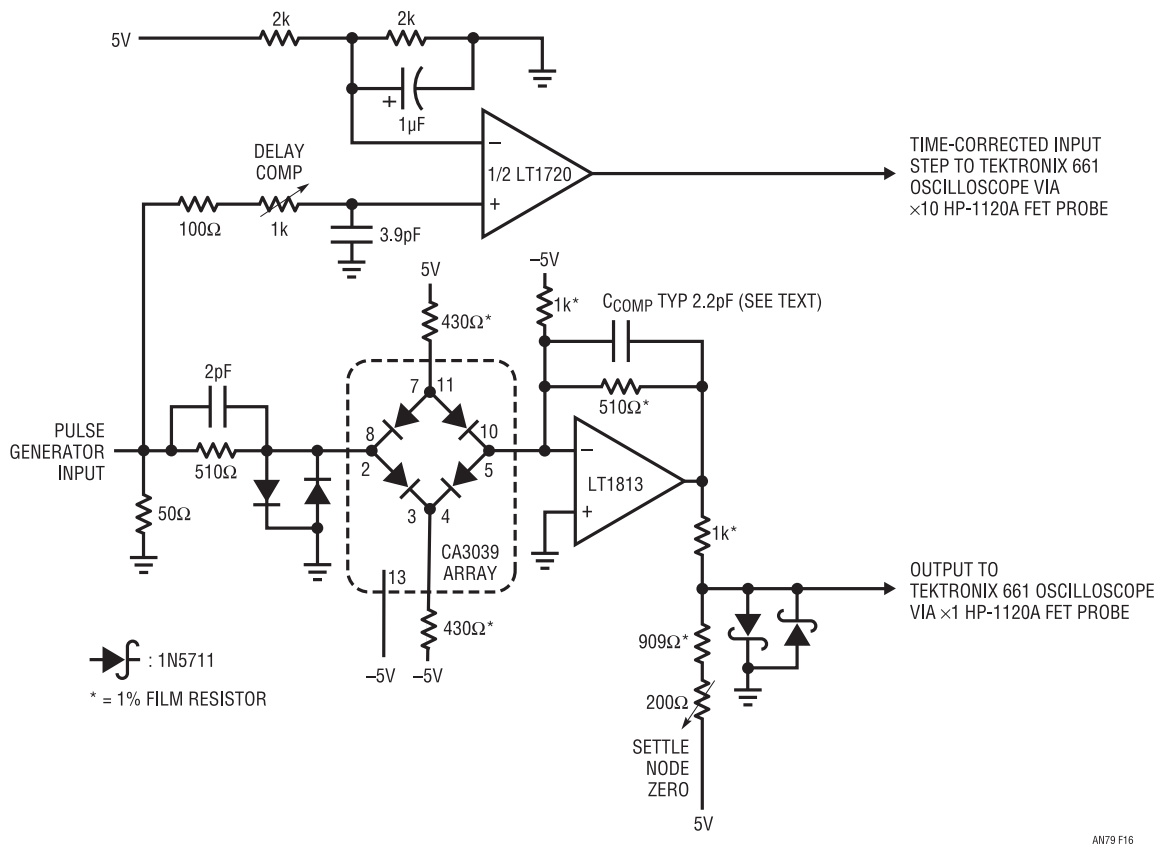 2k
2k
5V
+
1µF
DELAY
COMP
−
1/2 LT1720
+
TIME-CORRECTED INPUT
STEP TO TEKTRONIX 661
OSCILLOSCOPE VIA
×10 HP-1120A FET PROBE
100Ω
1k
3.9pF
5V
–5V
430Ω*
1k*
CCOMP TYP 2.2pF (SEE TEXT)
2pF
510Ω*
7
11
PULSE
GENERATOR
INPUT
510Ω
8
10
2
5
−
LT1813
+
50Ω
3
4
1k*
CA3039
ARRAY
13
OUTPUT TO
TEKTRONIX 661 OSCILLOSCOPE
VIA ×1 HP-1120A FET PROBE
430Ω*
909Ω*
: 1N5711
–5V
–5V
200Ω
* = 1% FILM RESISTOR
SETTLE
NODE
ZERO
5V
AN79 F16